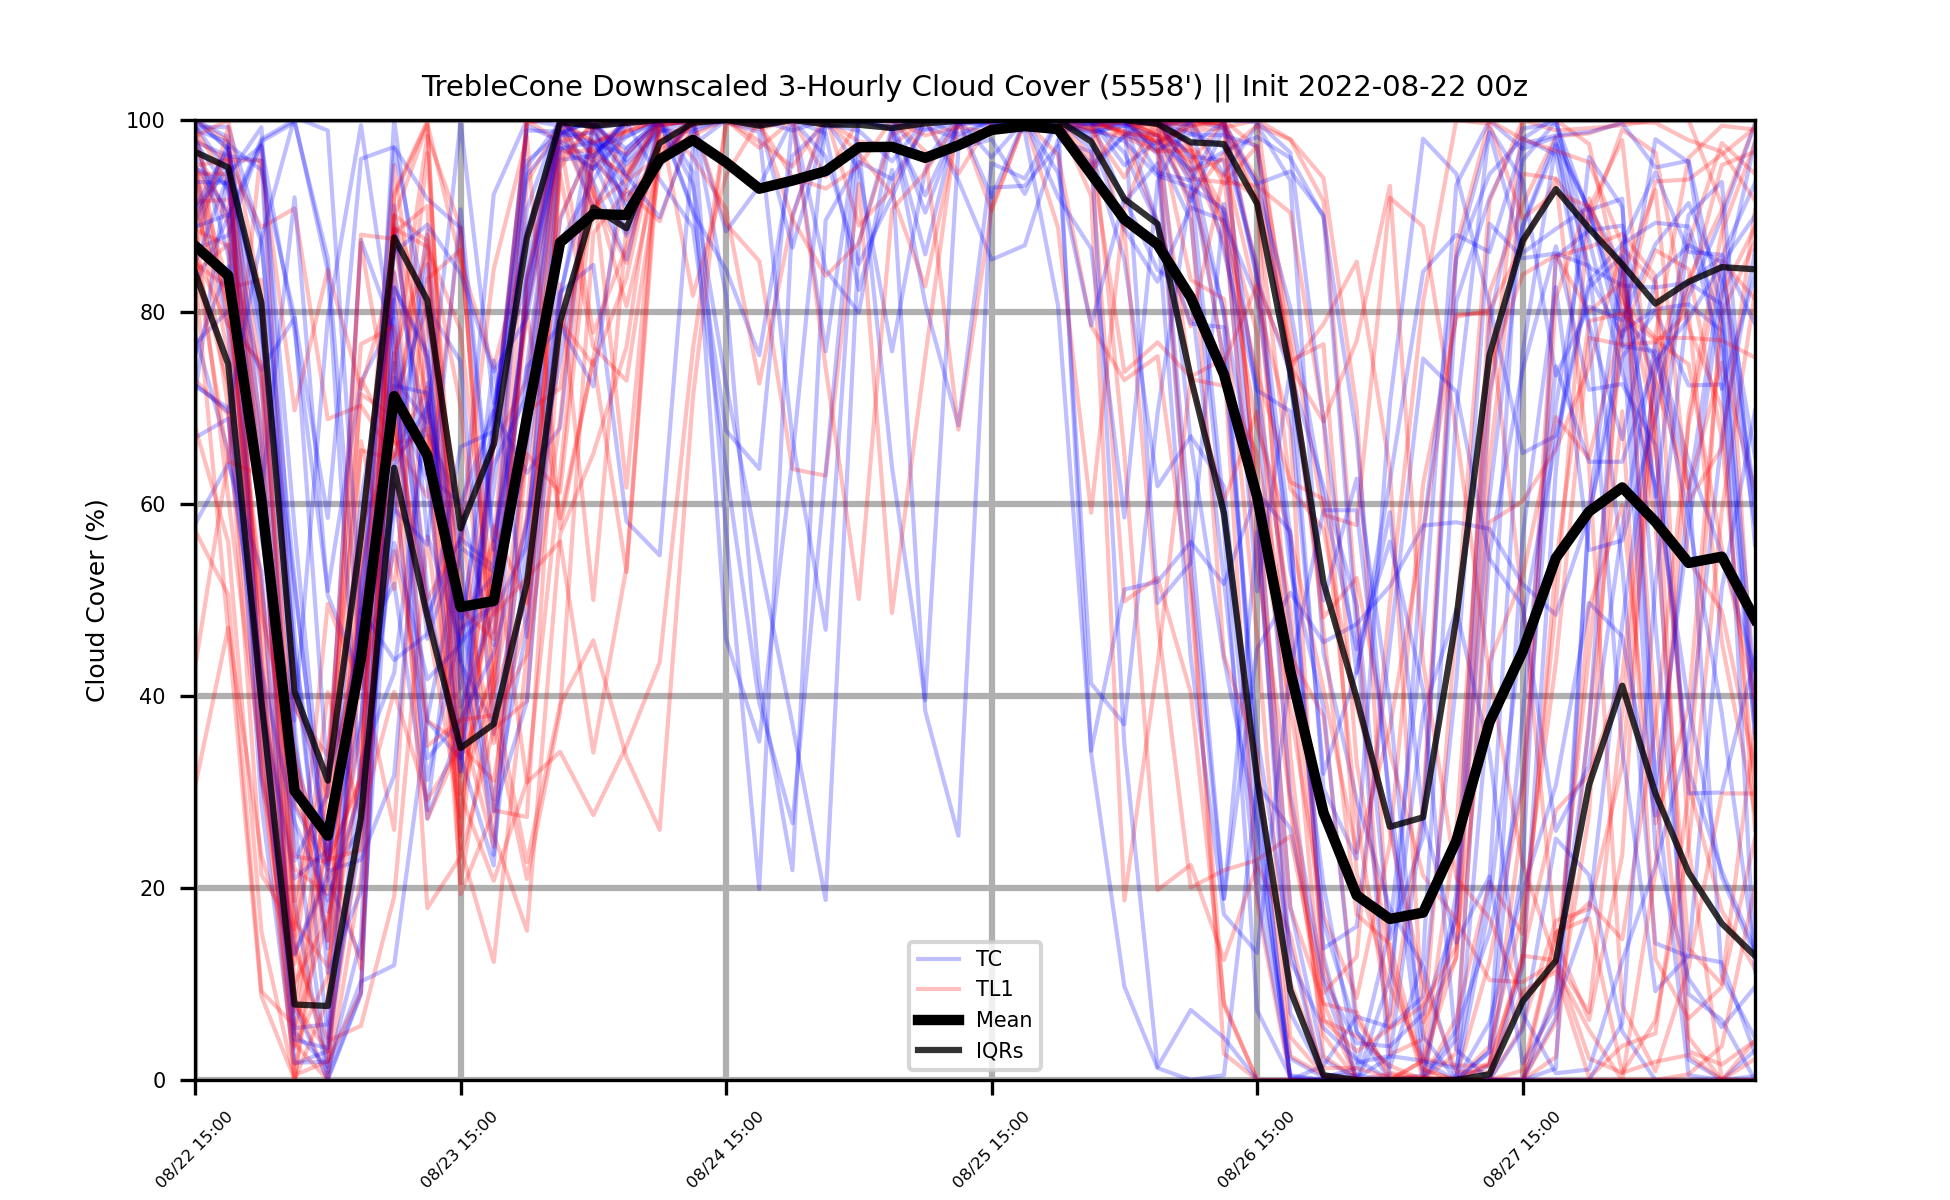 TrebleCone Downscaled 3-Hourly Cloud Cover (5558') || Init 2022-08-22 00z
Cloud Cover (%)
100
80
60
40
20
0
TC
TL1
Mean
IQRs
08/22 15:00
08/23 15:00
08/24 15:00
08/25 15:00
08/26 15:00
08/27 15:00